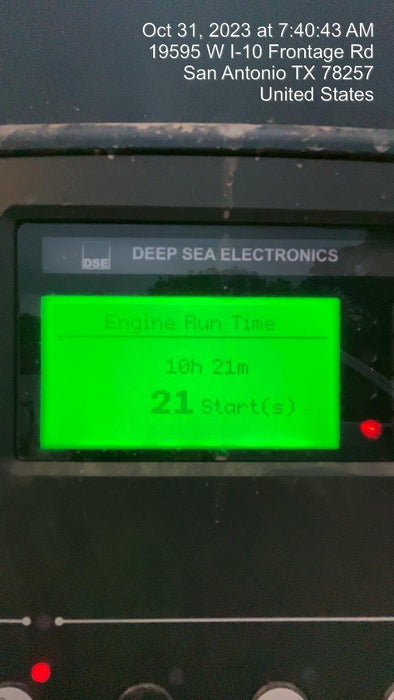 Oct 31, 2023 at 7:40:43 AM
19595 W I-10 Frontage Rd
San Antonio TX 78257
United States
DSE DEEP SEA ELECTRONICS
Engine Run Time
10h 21m
21 Start(s)